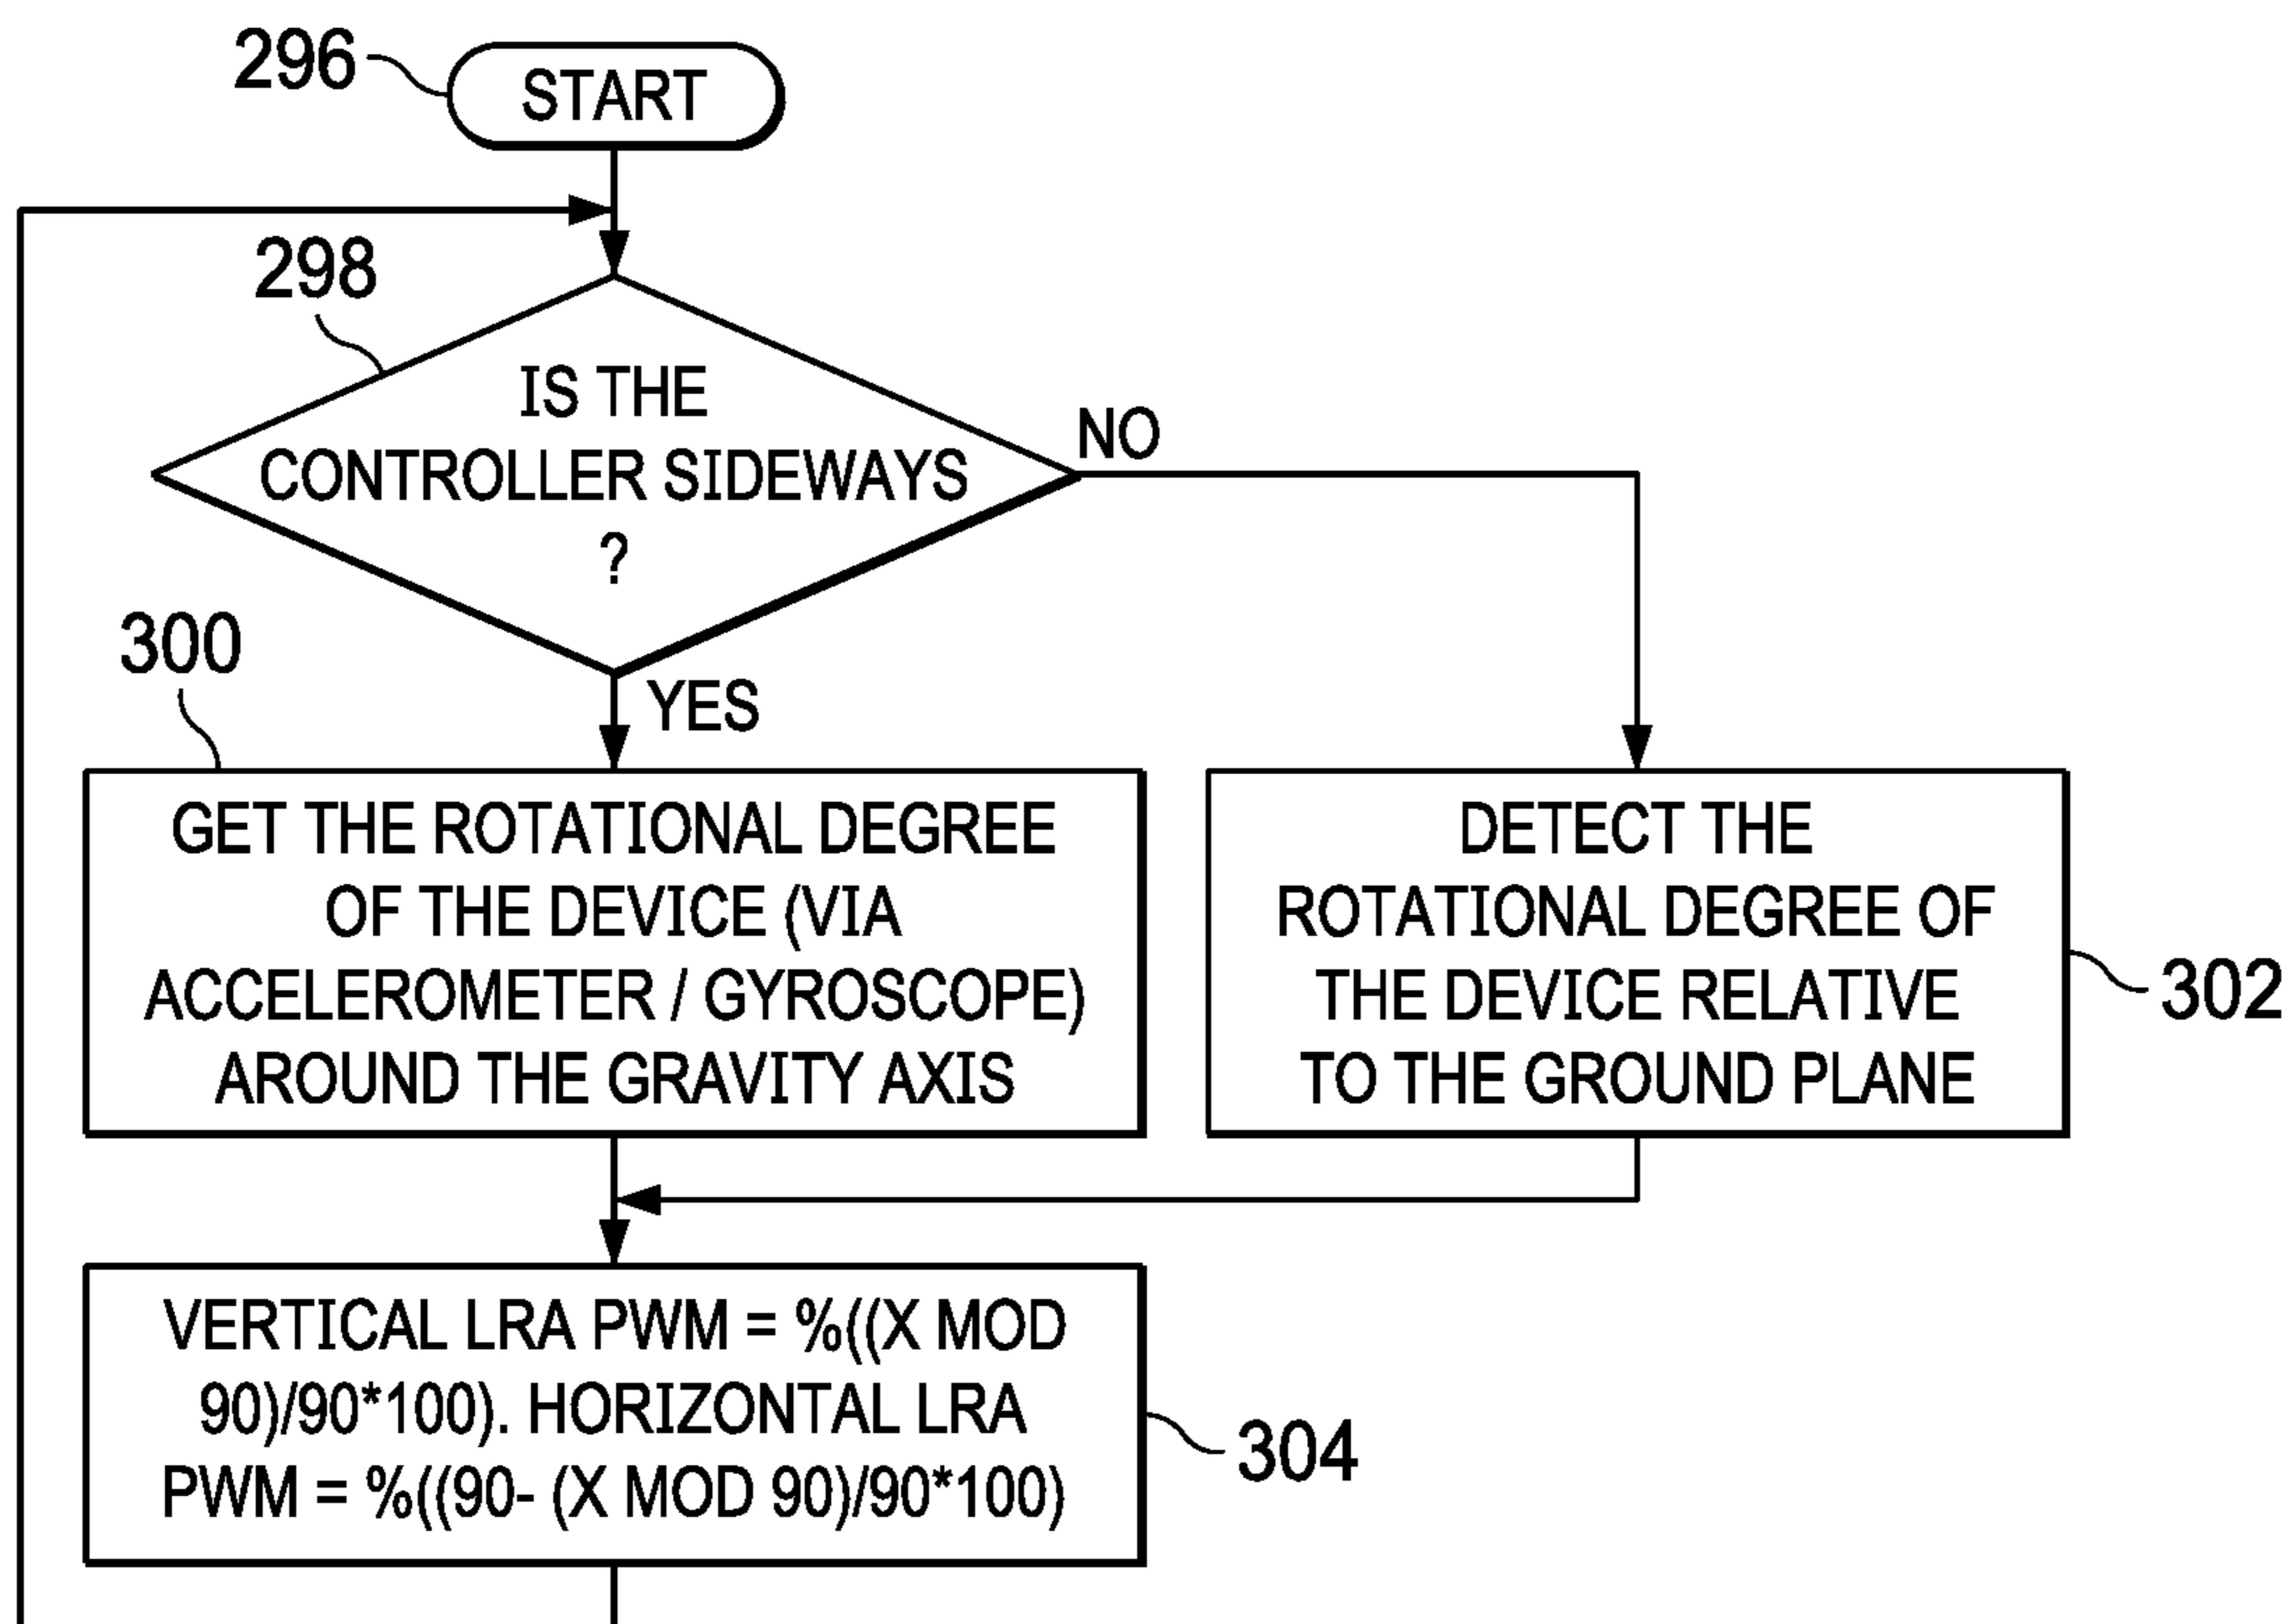 296
START
298
IS THE
CONTROLLER SIDEWAYS
?
NO
YES
300
GET THE ROTATIONAL DEGREE
OF THE DEVICE (VIA
ACCELEROMETER / GYROSCOPE)
AROUND THE GRAVITY AXIS
DETECT THE
ROTATIONAL DEGREE OF
THE DEVICE RELATIVE
TO THE GROUND PLANE
302
VERTICAL LRA PWM = %((X MOD
90)/90*100). HORIZONTAL LRA
PWM = %((90- (X MOD 90)/90*100)
304